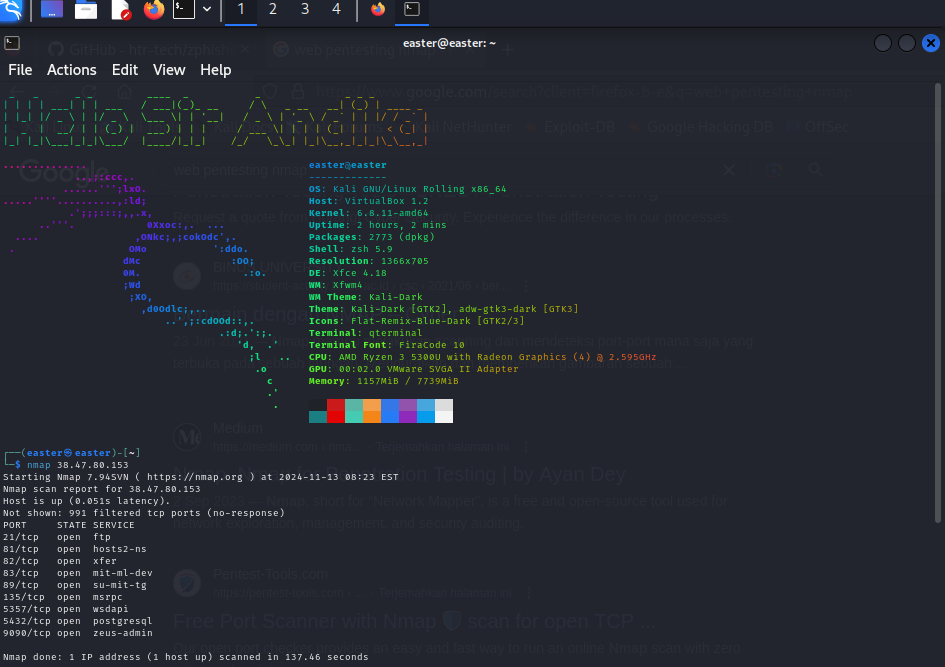 1 2 3 4
easter@easter: ~
File Actions Edit View Help
Hello Sir Andika
easter@easter
-------------
OS: Kali GNU/Linux Rolling x86_64
Host: VirtualBox 1.2
Kernel: 6.8.11-amd64
Uptime: 2 hours, 2 mins
Packages: 2773 (dpkg)
Shell: zsh 5.9
Resolution: 1366x705
DE: Xfce 4.18
WM: Xfwm4
WM Theme: Kali-Dark
Theme: Kali-Dark [GTK2], adw-gtk3-dark [GTK3]
Icons: Flat-Remix-Blue-Dark [GTK2/3]
Terminal: qterminal
Terminal Font: FiraCode 10
CPU: AMD Ryzen 3 5300U with Radeon Graphics (4) @ 2.595GHz
GPU: 00:02.0 VMware SVGA II Adapter
Memory: 1157MiB / 7739MiB
┌──(easter㉿easter)-[~]
└─$ nmap 38.47.80.153
Starting Nmap 7.94SVN ( https://nmap.org ) at 2024-11-13 08:23 EST
Nmap scan report for 38.47.80.153
Host is up (0.051s latency).
Not shown: 991 filtered tcp ports (no-response)
PORT STATE SERVICE
21/tcp open ftp
81/tcp open hosts2-ns
82/tcp open xfer
83/tcp open mit-ml-dev
89/tcp open su-mit-tg
135/tcp open msrpc
5357/tcp open wsdapi
5432/tcp open postgresql
9090/tcp open zeus-admin
Nmap done: 1 IP address (1 host up) scanned in 137.46 seconds